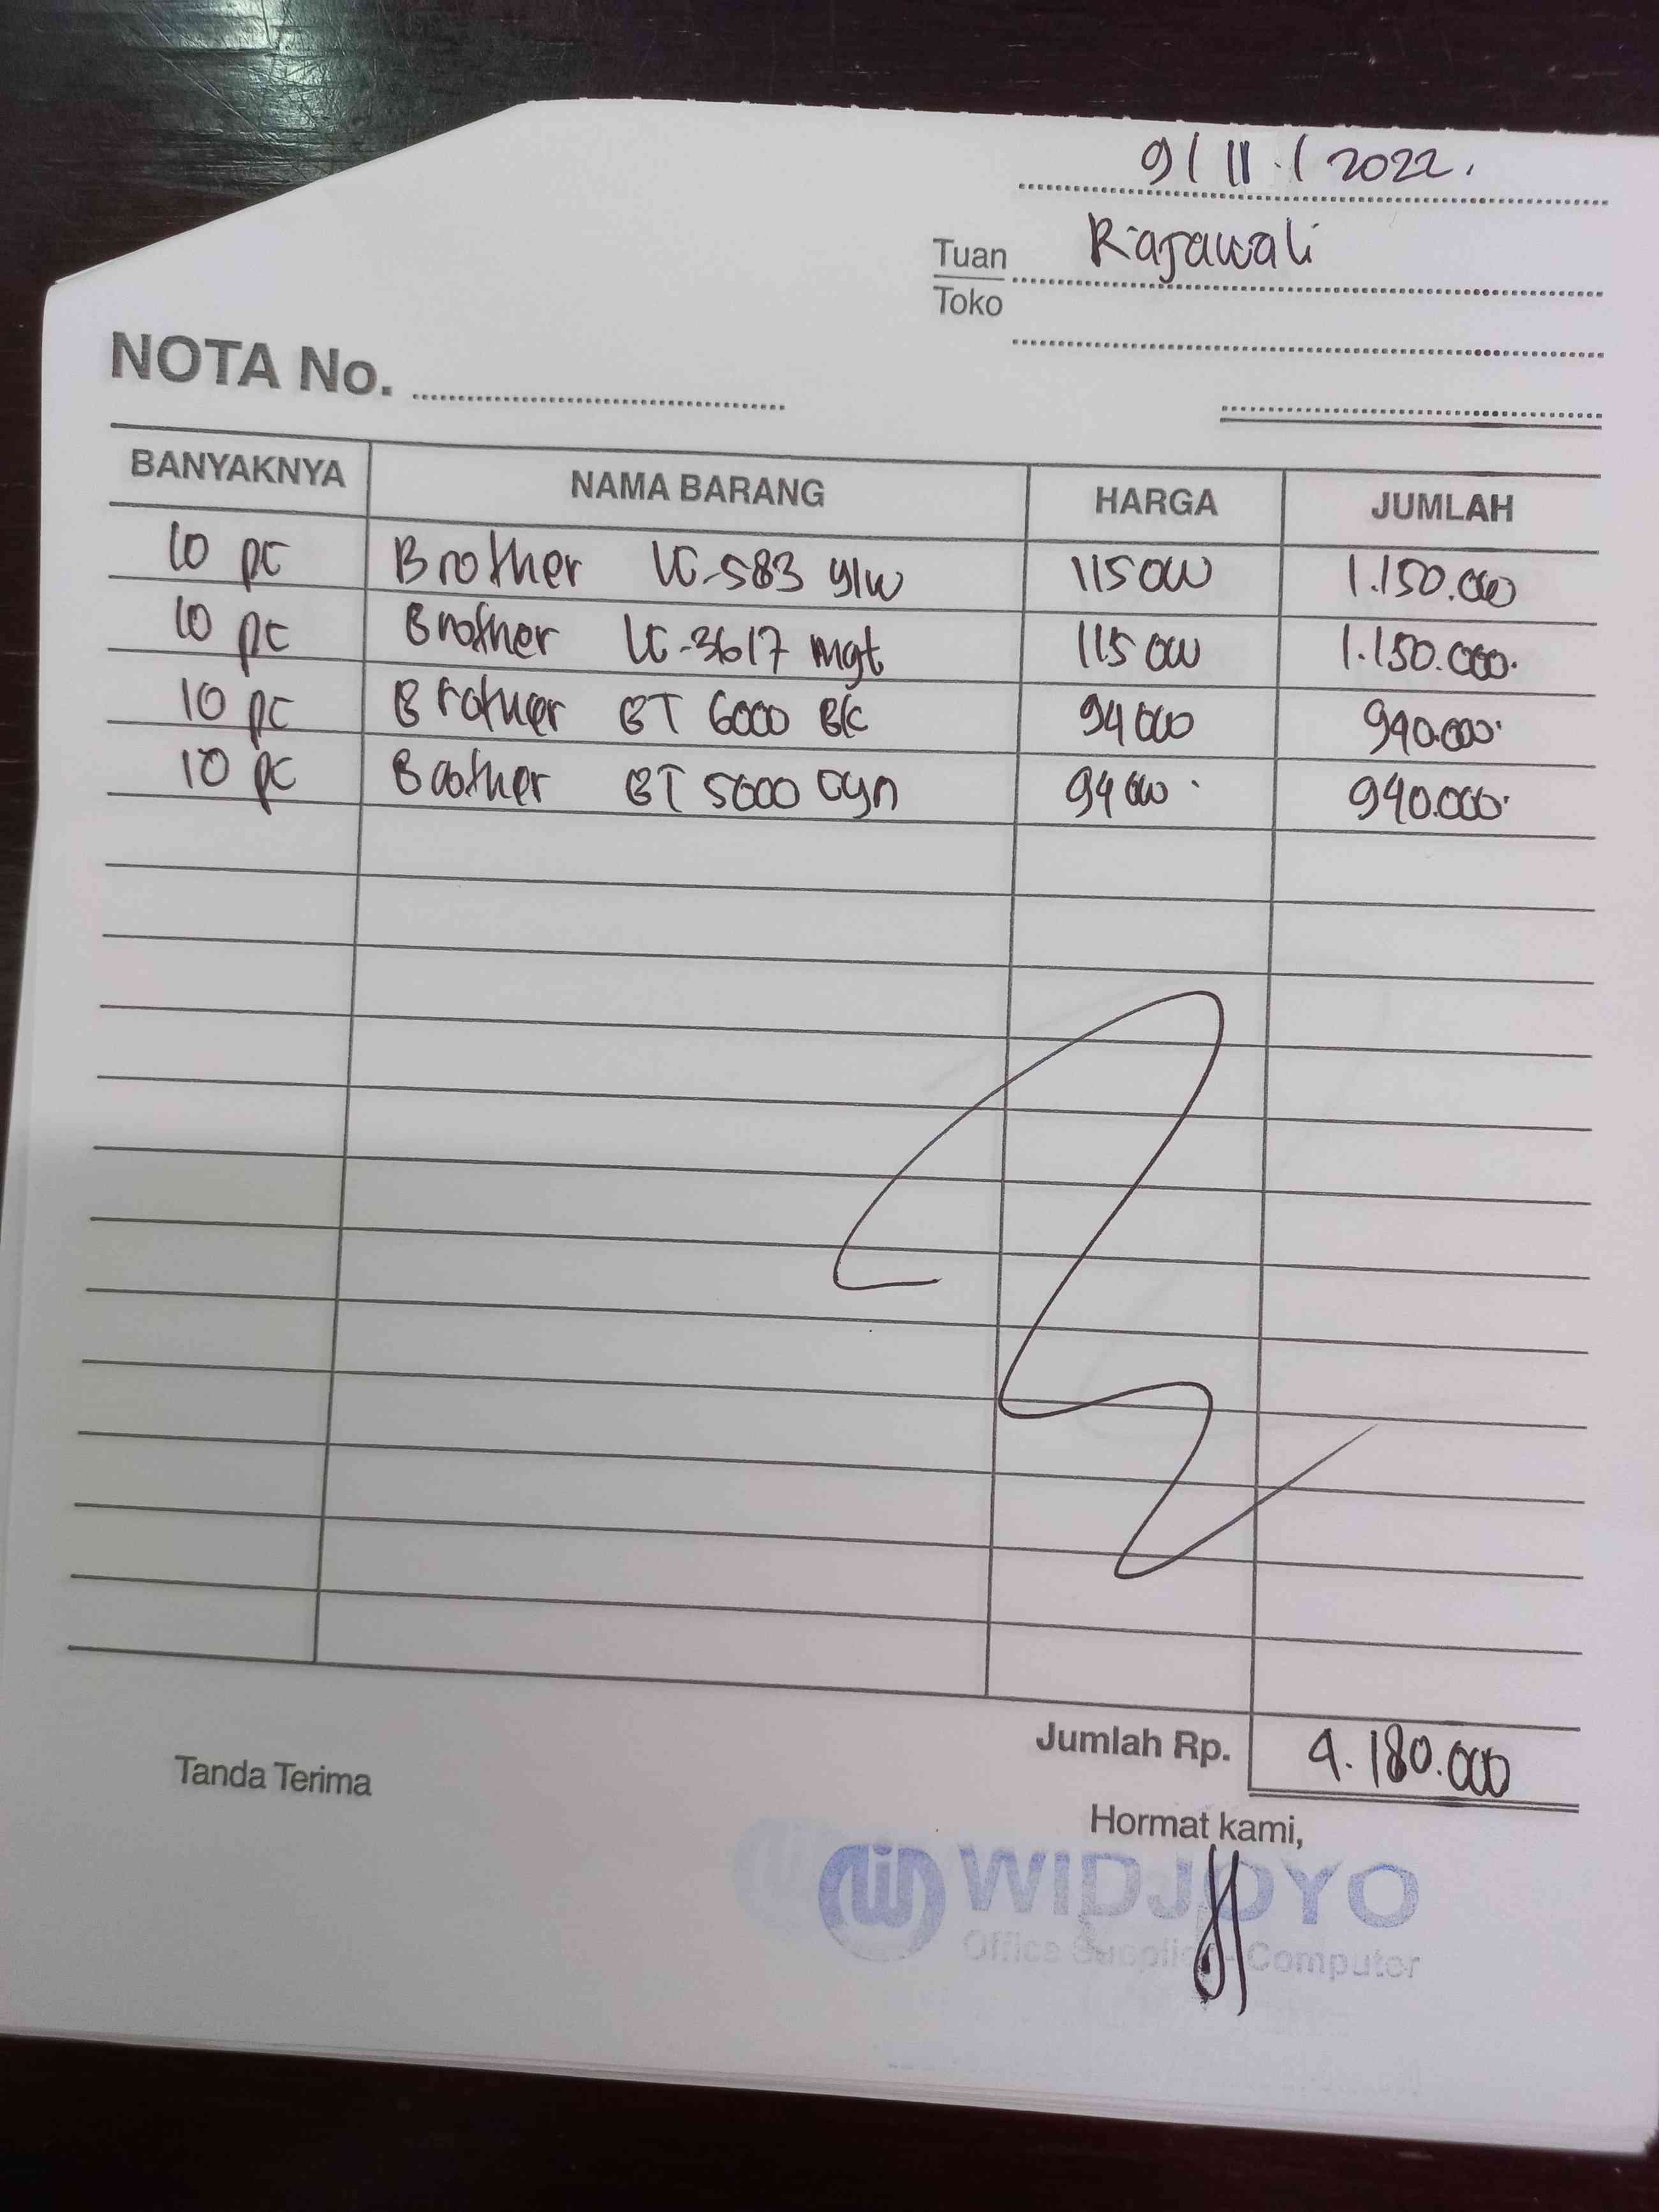 9/11/2022.
Tuan Rajawali
Toko
NOTA No.
BANYAKNYA NAMA BARANG HARGA JUMLAH
10 pc Brother LC-583 ylw 115000 1.150.000
10 pc Brother LC-3617 mgt 115000 1.150.000.
10 pc Brother BT 6000 BK 94000 940.000.
10 pc Brother BT 5000 Cyn 94000 940.000.
Jumlah Rp. 4.180.000
Tanda Terima
Hormat kami,
WIDJOYO
Office Supplies - Computer